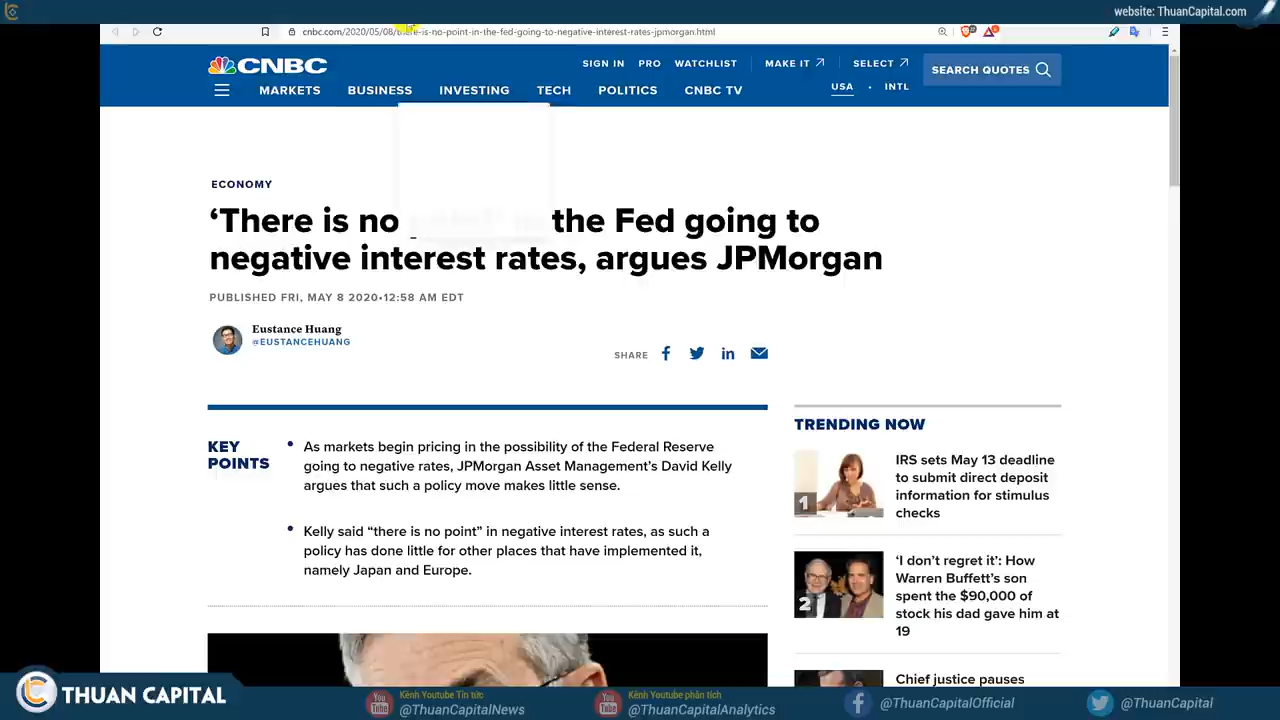 website: ThuanCapital.com
cnbc.com/2020/05/08/there-is-no-point-in-the-fed-going-to-negative-interest-rates-jpmorgan.html
CNBC
SIGN IN PRO WATCHLIST MAKE IT SELECT
SEARCH QUOTES
MARKETS BUSINESS INVESTING TECH POLITICS CNBC TV
USA • INTL
ECONOMY
‘There is no the Fed going to
negative interest rates, argues JPMorgan
PUBLISHED FRI, MAY 8 2020•12:58 AM EDT
Eustance Huang
@EUSTANCEHUANG
SHARE
KEY
POINTS
• As markets begin pricing in the possibility of the Federal Reserve
going to negative rates, JPMorgan Asset Management’s David Kelly
argues that such a policy move makes little sense.
• Kelly said “there is no point” in negative interest rates, as such a
policy has done little for other places that have implemented it,
namely Japan and Europe.
TRENDING NOW
1
IRS sets May 13 deadline
to submit direct deposit
information for stimulus
checks
2
‘I don’t regret it’: How
Warren Buffett’s son
spent the $90,000 of
stock his dad gave him at
19
Chief justice pauses
THUAN CAPITAL
Kênh Youtube Tin tức
@ThuanCapitalNews
Kênh Youtube phân tích
@ThuanCapitalAnalytics
@ThuanCapitalOfficial
@ThuanCapital